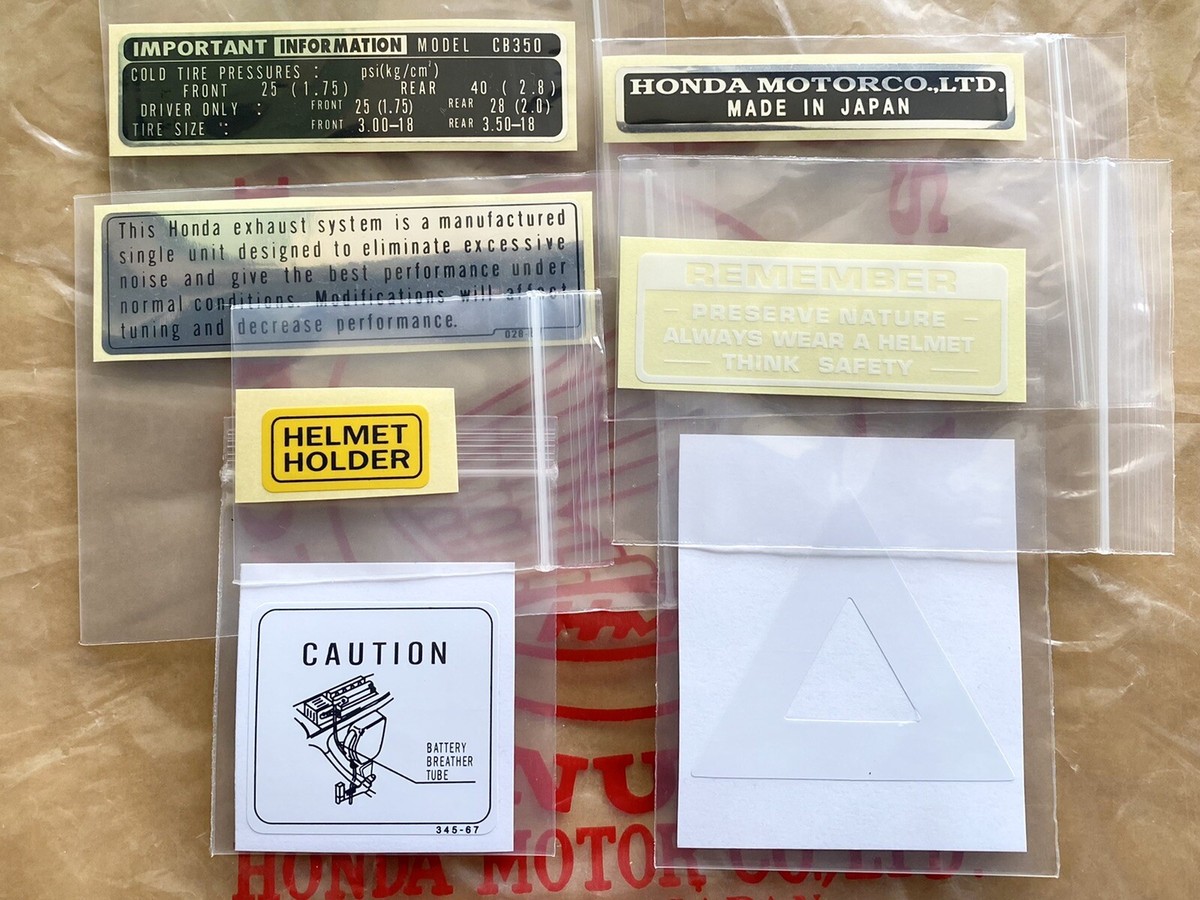 IMPORTANT INFORMATION MODEL CB350
COLD TIRE PRESSURES : psi(kg/cm²)
FRONT 25 (1.75) REAR 40 ( 2.8)
DRIVER ONLY : FRONT 25 (1.75) REAR 28 (2.0)
TIRE SIZE : FRONT 3.00–18 REAR 3.50–18
HONDA MOTORCO.,LTD.
MADE IN JAPAN
This Honda exhaust system is a manufactured
single unit designed to eliminate excessive
noise and give the best performance under
normal conditions. Modifications will affect
tuning and decrease performance.
REMEMBER
– PRESERVE NATURE –
ALWAYS WEAR A HELMET
— THINK SAFETY —
HELMET
HOLDER
CAUTION
BATTERY
BREATHER
TUBE
345-67
HONDA MOTOR CO.,LTD.